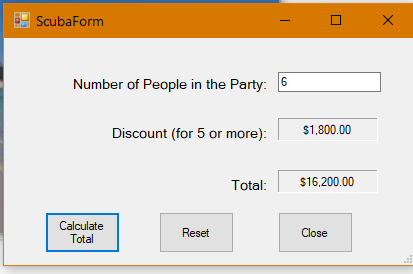 ScubaForm
Number of People in the Party: 6
Discount (for 5 or more): $1,800.00
Total: $16,200.00
Calculate
Total
Reset
Close